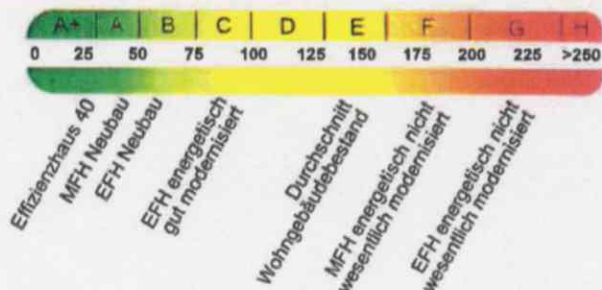 A+ A B C D E F G H
0 25 50 75 100 125 150 175 200 225 >250
Effizienzhaus 40
MFH Neubau
EFH Neubau
EFH energetisch
gut modernisiert
Durchschnitt
Wohngebäudebestand
MFH energetisch nicht
wesentlich modernisiert
EFH energetisch nicht
wesentlich modernisiert